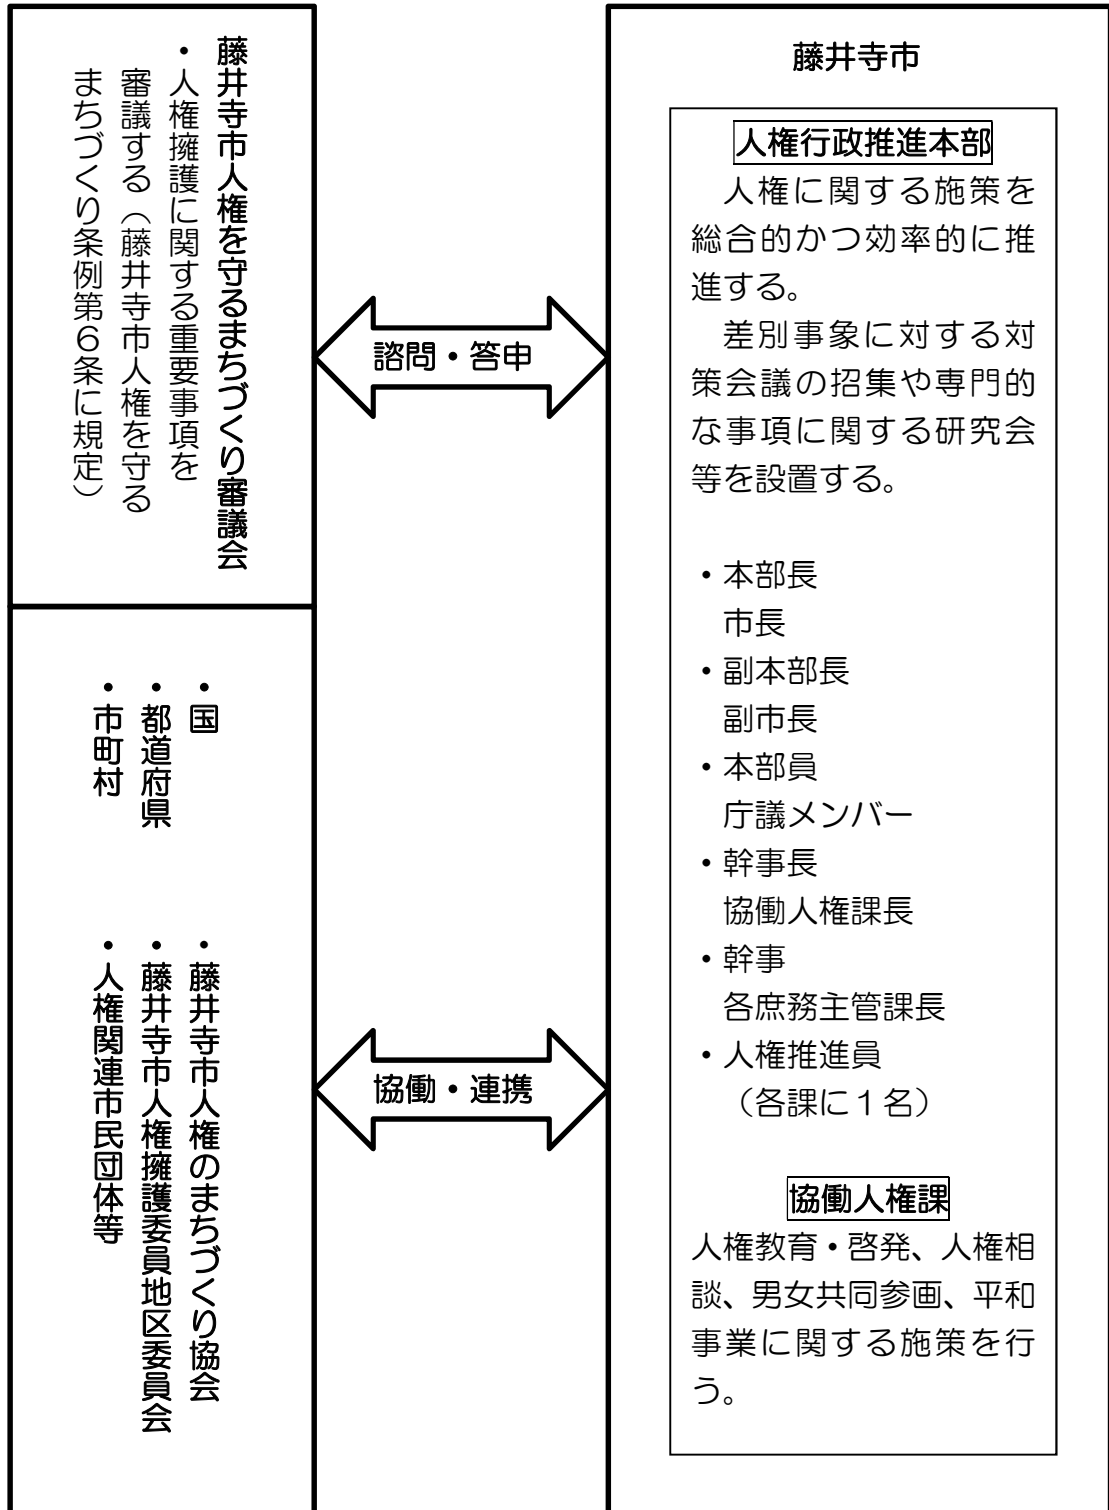 藤井寺市人権を守るまちづくり審議会
・人権擁護に関する重要事項を
審議する（藤井寺市人権を守る
まちづくり条例第６条に規定）
・国
・都道府県
・市町村
・藤井寺市人権のまちづくり協会
・藤井寺市人権擁護委員地区委員会
・人権関連市民団体等
諮問・答申
協働・連携
藤井寺市
人権行政推進本部
人権に関する施策を
総合的かつ効率的に推
進する。
差別事象に対する対
策会議の招集や専門的
な事項に関する研究会
等を設置する。
・本部長
市長
・副本部長
副市長
・本部員
庁議メンバー
・幹事長
協働人権課長
・幹事
各庶務主管課長
・人権推進員
（各課に１名）
協働人権課
人権教育・啓発、人権相
談、男女共同参画、平和
事業に関する施策を行
う。